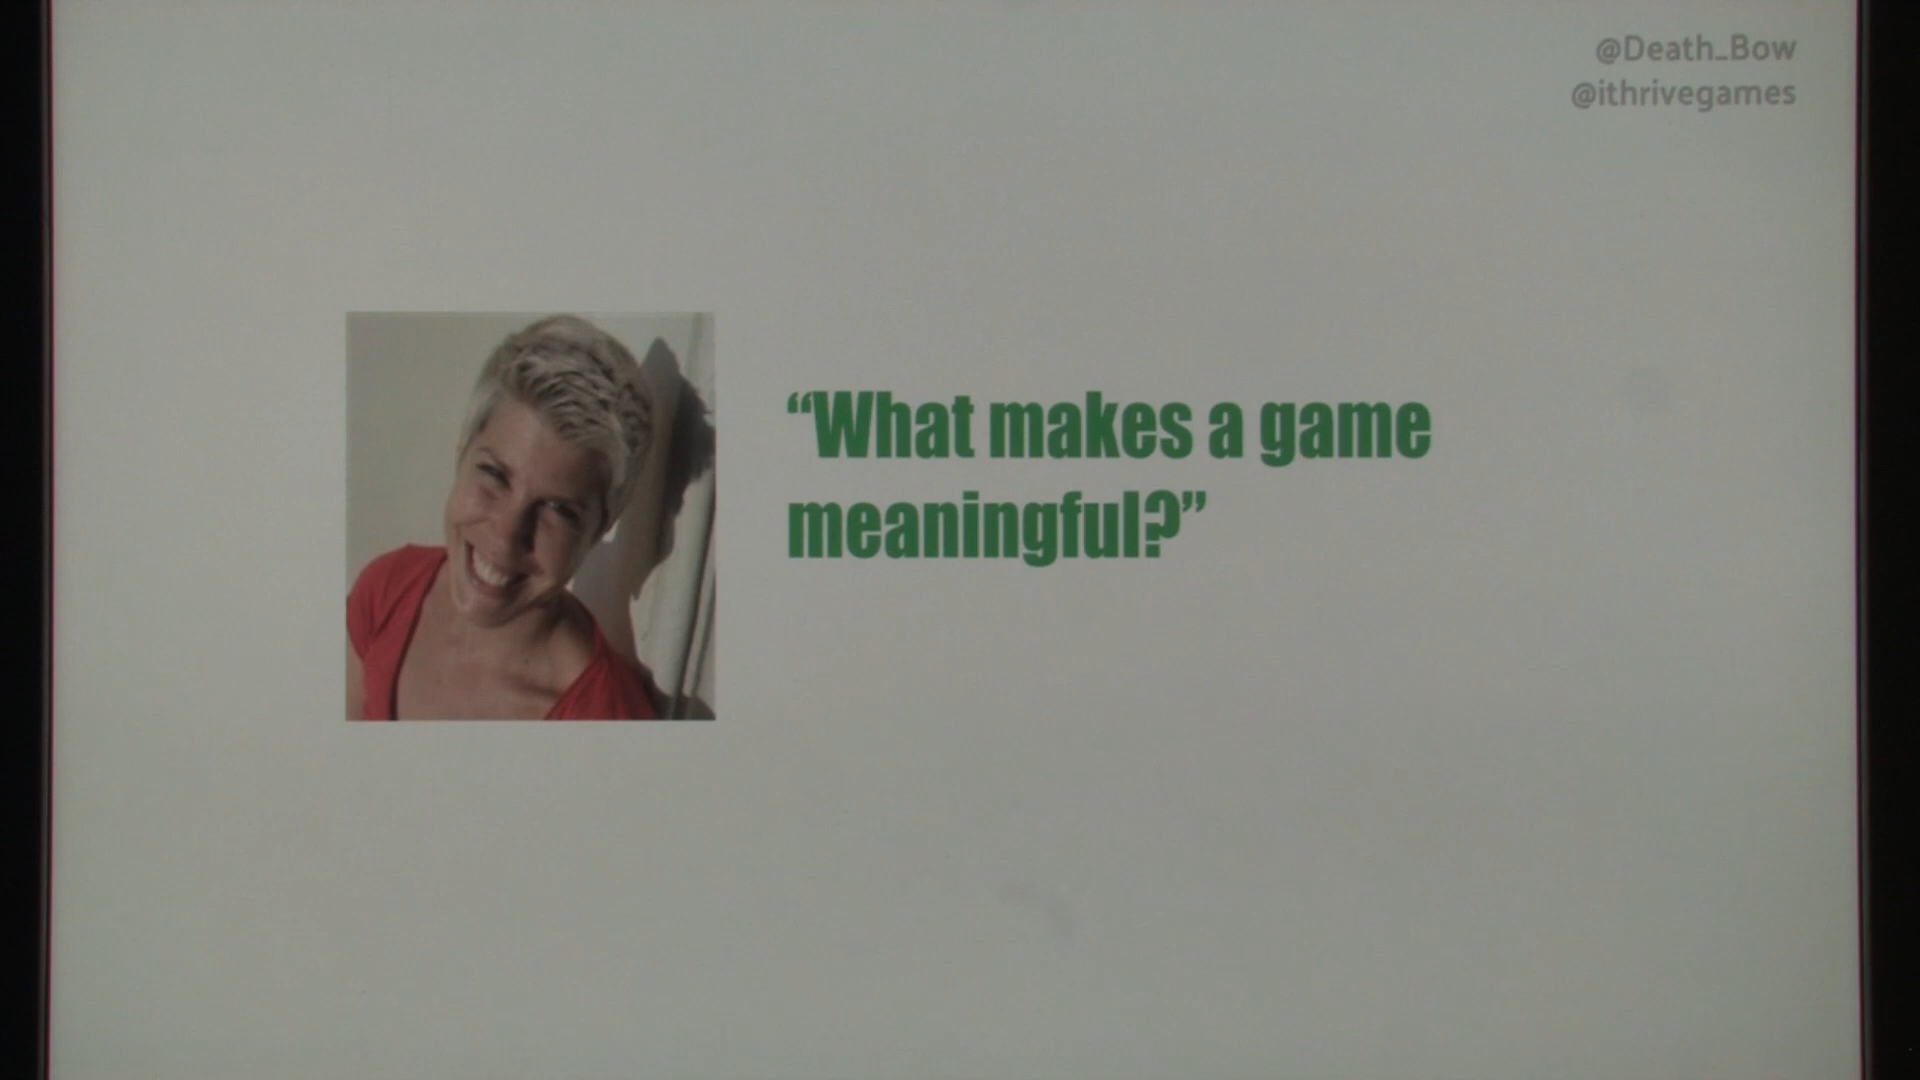 @Death_Bow
@ithrivegames
“What makes a game
meaningful?”